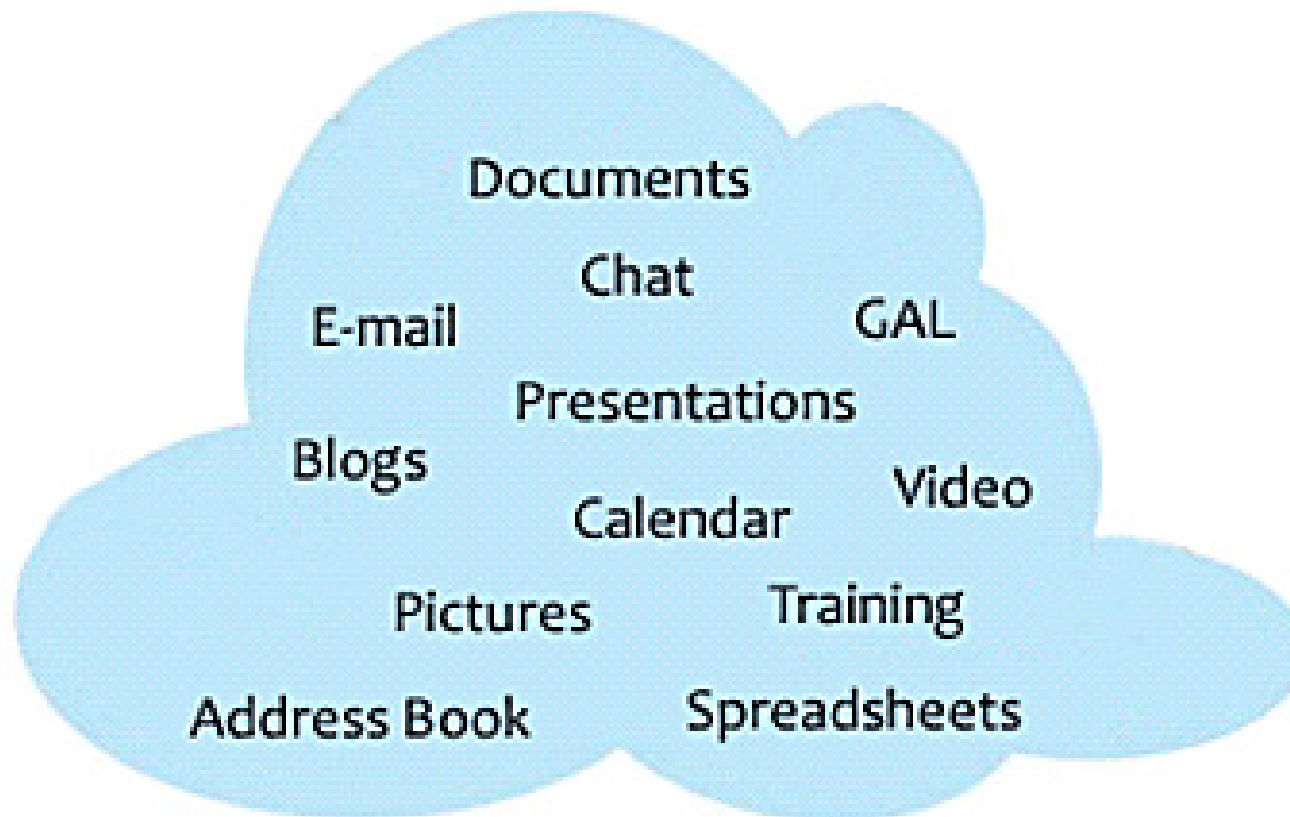 Documents
Chat
E-mail
GAL
Presentations
Blogs
Video
Calendar
Pictures
Training
Address Book
Spreadsheets